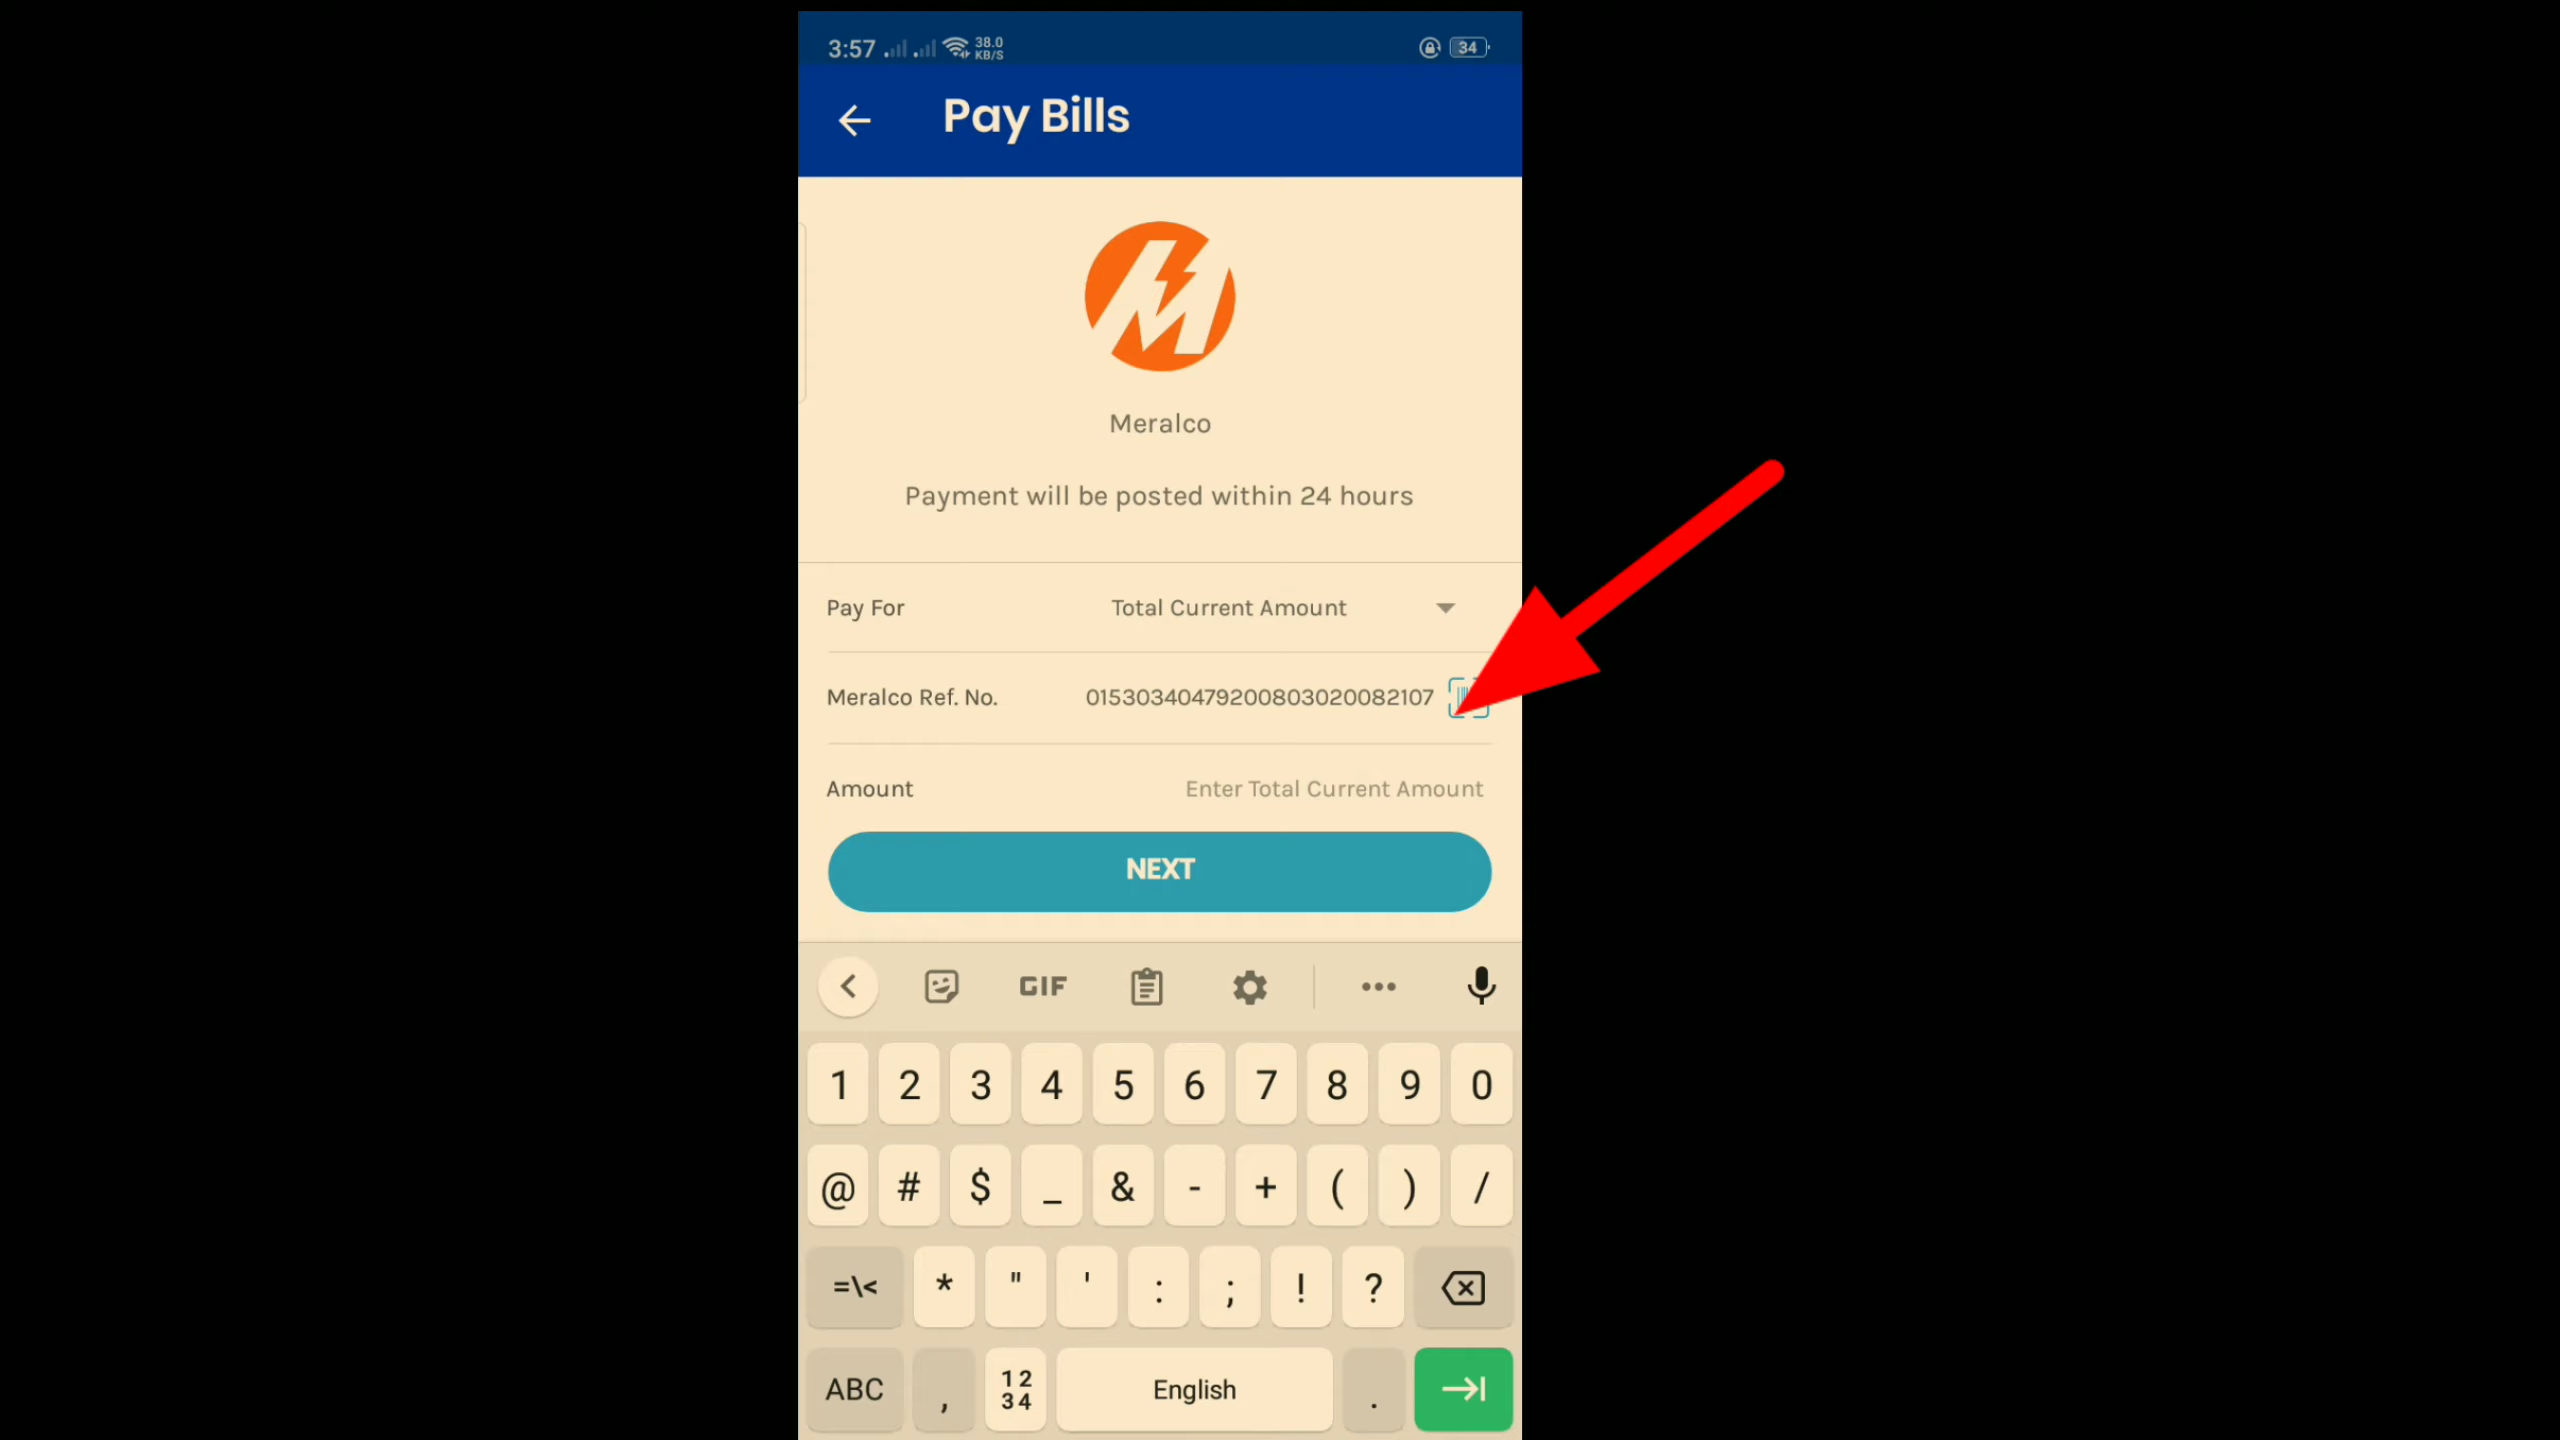 3:57 38.0 KB/S 34
Pay Bills
Meralco
Payment will be posted within 24 hours
Pay For Total Current Amount
Meralco Ref. No. 01530340479200803020082107
Amount Enter Total Current Amount
NEXT
GIF
1 2 3 4 5 6 7 8 9 0
@ # $ _ & - + ( ) /
=\< * " ' : ; ! ?
ABC , 12 34 English .